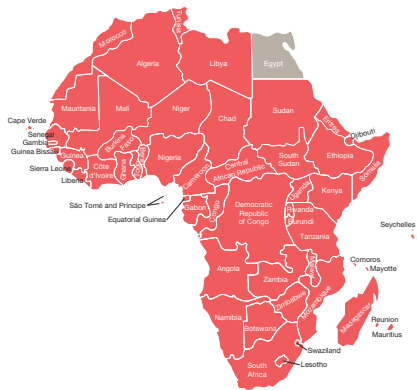 Morocco
Tunisia
Algeria
Libya
Egypt
Mauritania
Mali
Niger
Chad
Sudan
Eritrea
Djibouti
Cape Verde
Senegal
Gambia
Guinea Bissau
Guinea
Sierra Leone
Liberia
Côte
d'Ivoire
Burkina
Faso
Ghana
Togo
Benin
Nigeria
Cameroon
Central
African Republic
South
Sudan
Ethiopia
Somalia
São Tomé and Príncipe
Equatorial Guinea
Gabon
Congo
Democratic
Republic
of Congo
Uganda
Kenya
Rwanda
Burundi
Tanzania
Seychelles
Comoros
Mayotte
Angola
Zambia
Malawi
Mozambique
Zimbabwe
Madagascar
Reunion
Mauritius
Namibia
Botswana
Swaziland
Lesotho
South
Africa